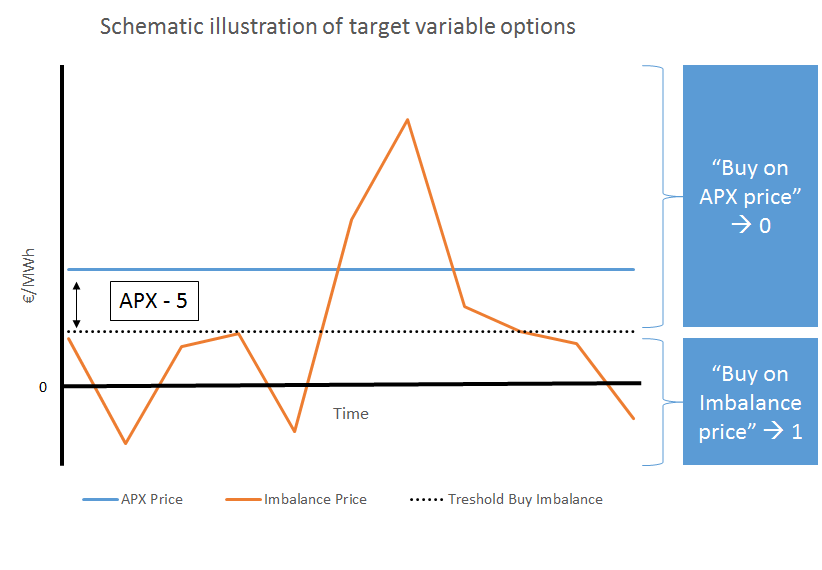 Schematic illustration of target variable options
€/MWh
APX - 5
0
Time
“Buy on
APX price”
→ 0
“Buy on
Imbalance
price” → 1
APX Price
Imbalance Price
Treshold Buy Imbalance